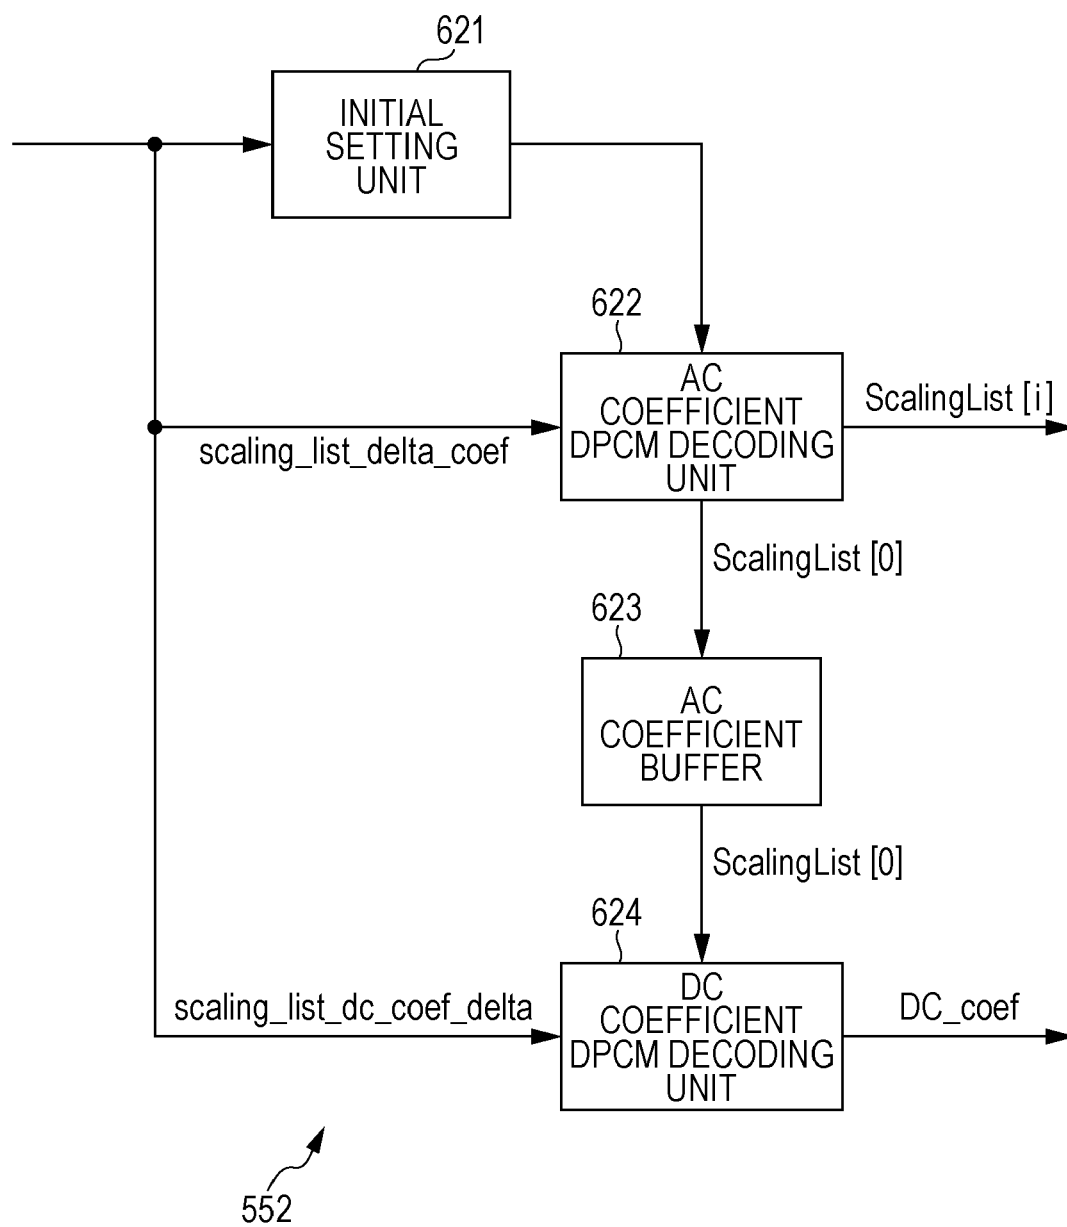 621
INITIAL
SETTING
UNIT
622
AC
COEFFICIENT
DPCM DECODING
UNIT
ScalingList [i]
scaling_list_delta_coef
ScalingList [0]
623
AC
COEFFICIENT
BUFFER
ScalingList [0]
624
DC
COEFFICIENT
DPCM DECODING
UNIT
scaling_list_dc_coef_delta
DC_coef
552